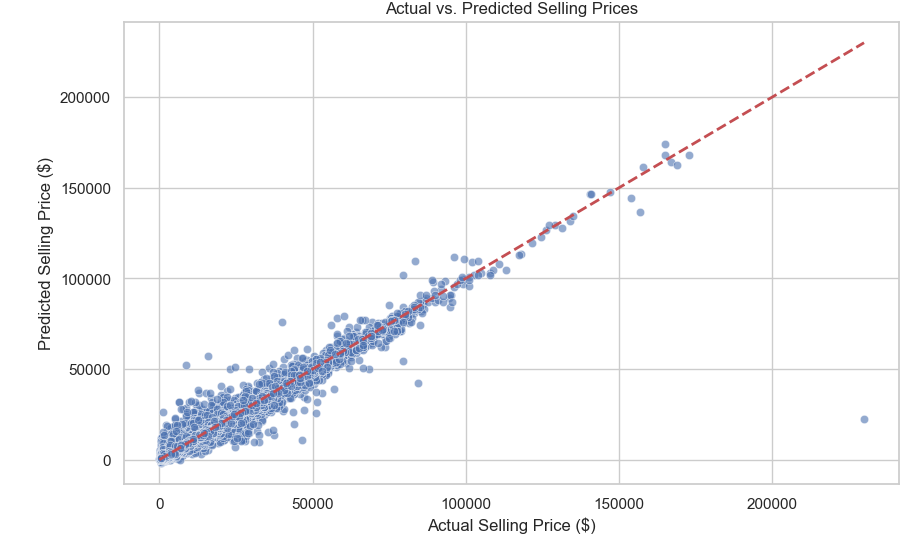 Actual vs. Predicted Selling Prices
200000
150000
100000
50000
0
Predicted Selling Price ($)
0 50000 100000 150000 200000
Actual Selling Price ($)